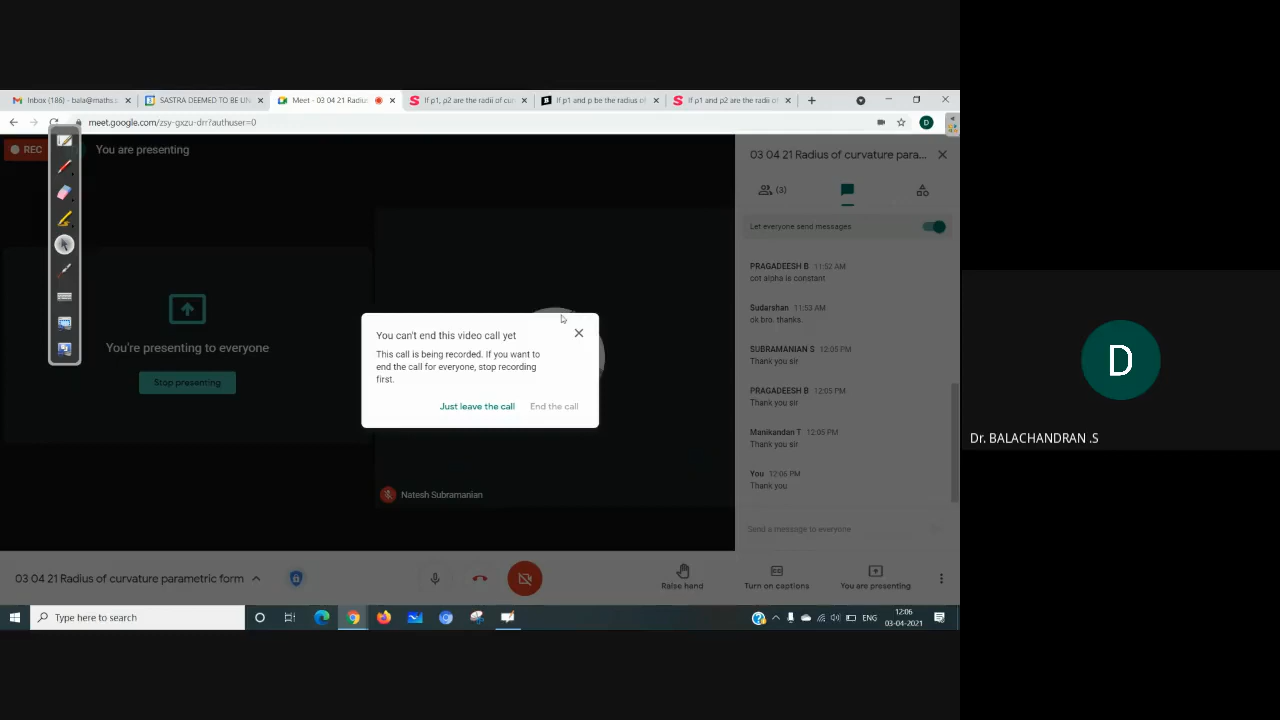 Inbox (186) - bala@maths.s
SASTRA DEEMED TO BE UN
Meet - 03 04 21 Radiu
If p1, p2 are the radii of cur
If p1 and p be the radius of
If p1 and p2 are the radii of
meet.google.com/zsy-gxzu-drr?authuser=0
D
REC
You are presenting
03 04 21 Radius of curvature para...
(3)
Let everyone send messages
PRAGADEESH B 11:52 AM
cot alpha is constant
Sudarshan 11:53 AM
ok bro. thanks.
SUBRAMANIAN S 12:05 PM
Thank you sir
PRAGADEESH B 12:05 PM
Thank you sir
Manikandan T 12:05 PM
Thank you sir
You 12:06 PM
Thank you
Send a message to everyone
You're presenting to everyone
Stop presenting
You can't end this video call yet
This call is being recorded. If you want to
end the call for everyone, stop recording
first.
Just leave the call
End the call
Natesh Subramanian
D
Dr. BALACHANDRAN .S
03 04 21 Radius of curvature parametric form
Raise hand
Turn on captions
You are presenting
Type here to search
ENG
12:06
03-04-2021